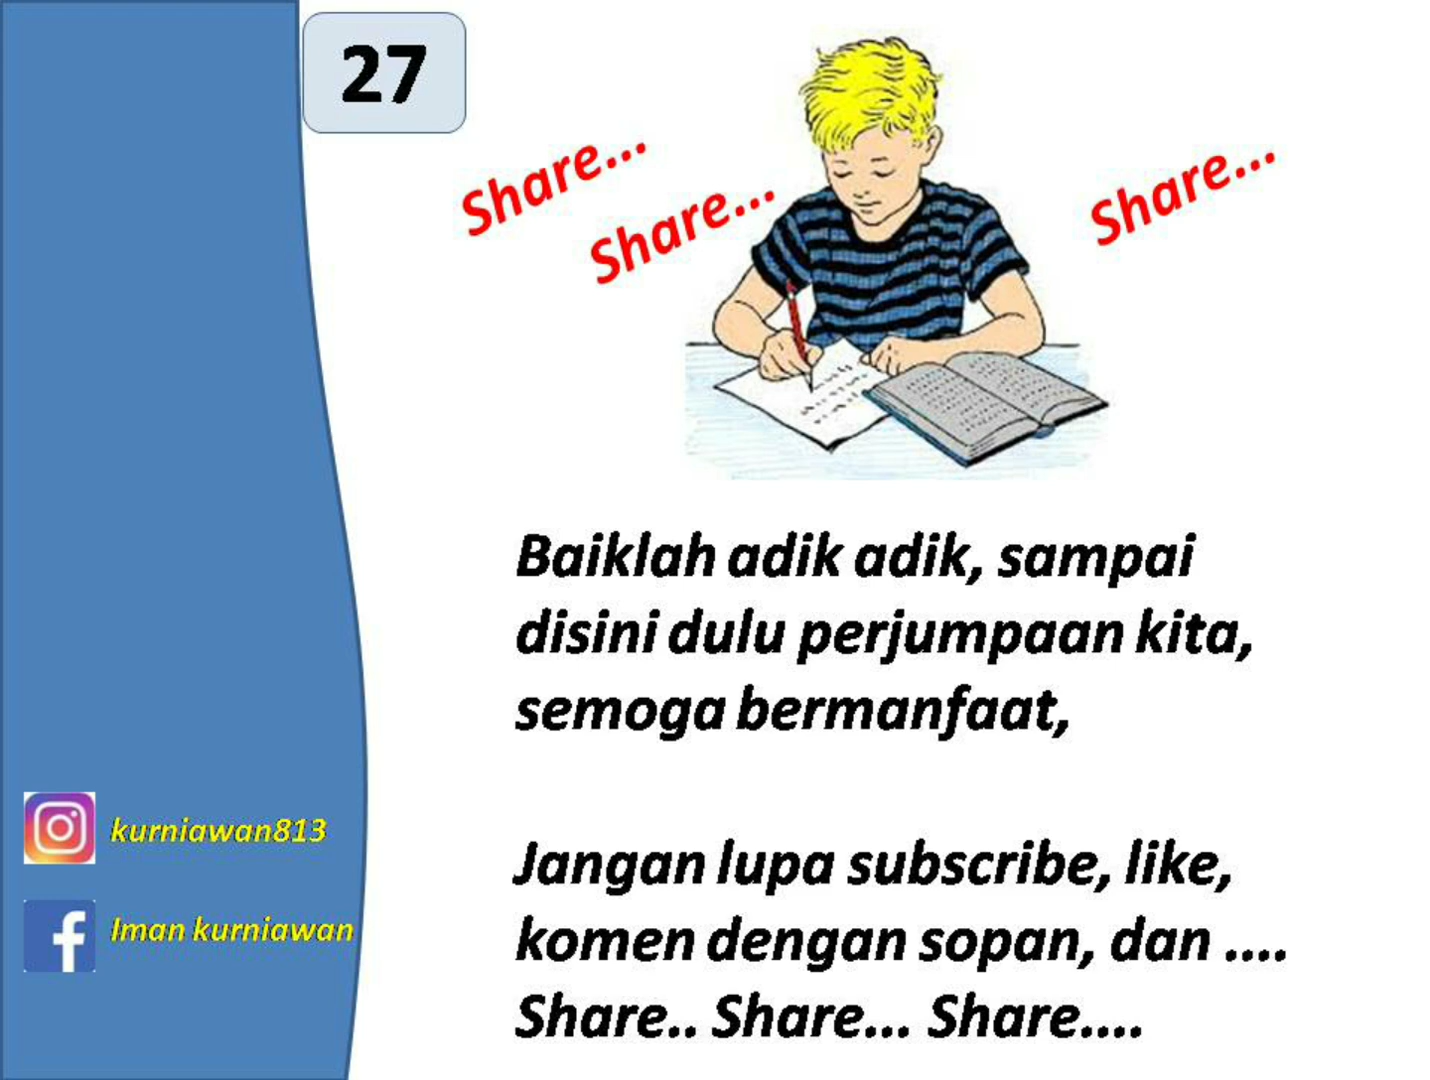 27
Share...
Share...
Share...
Baiklah adik adik, sampai
disini dulu perjumpaan kita,
semoga bermanfaat,
Jangan lupa subscribe, like,
komen dengan sopan, dan ....
Share.. Share... Share....
kurniawan813
Iman kurniawan